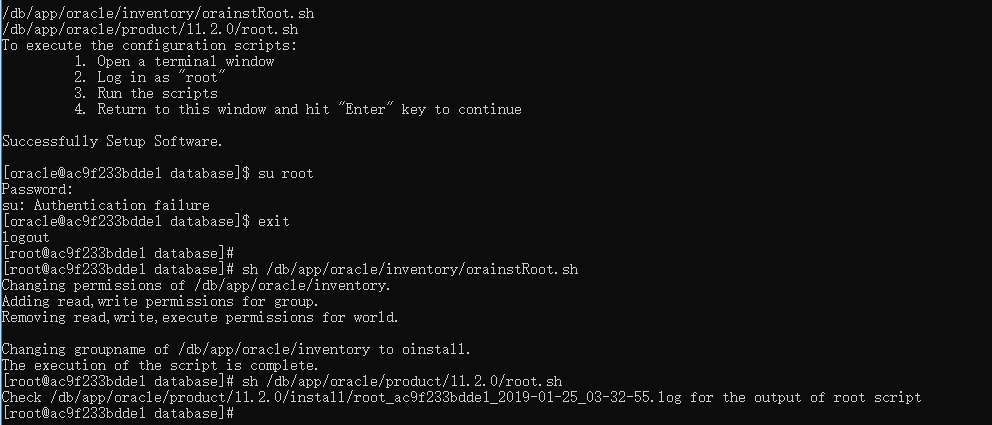 /db/app/oracle/inventory/orainstRoot.sh
/db/app/oracle/product/11.2.0/root.sh
To execute the configuration scripts:
1. Open a terminal window
2. Log in as "root"
3. Run the scripts
4. Return to this window and hit "Enter" key to continue
Successfully Setup Software.
[oracle@ac9f233bdde1 database]$ su root
Password:
su: Authentication failure
[oracle@ac9f233bdde1 database]$ exit
logout
[root@ac9f233bdde1 database]#
[root@ac9f233bdde1 database]# sh /db/app/oracle/inventory/orainstRoot.sh
Changing permissions of /db/app/oracle/inventory.
Adding read,write permissions for group.
Removing read,write,execute permissions for world.
Changing groupname of /db/app/oracle/inventory to oinstall.
The execution of the script is complete.
[root@ac9f233bdde1 database]# sh /db/app/oracle/product/11.2.0/root.sh
Check /db/app/oracle/product/11.2.0/install/root_ac9f233bdde1_2019-01-25_03-32-55.log for the output of root script
[root@ac9f233bdde1 database]#